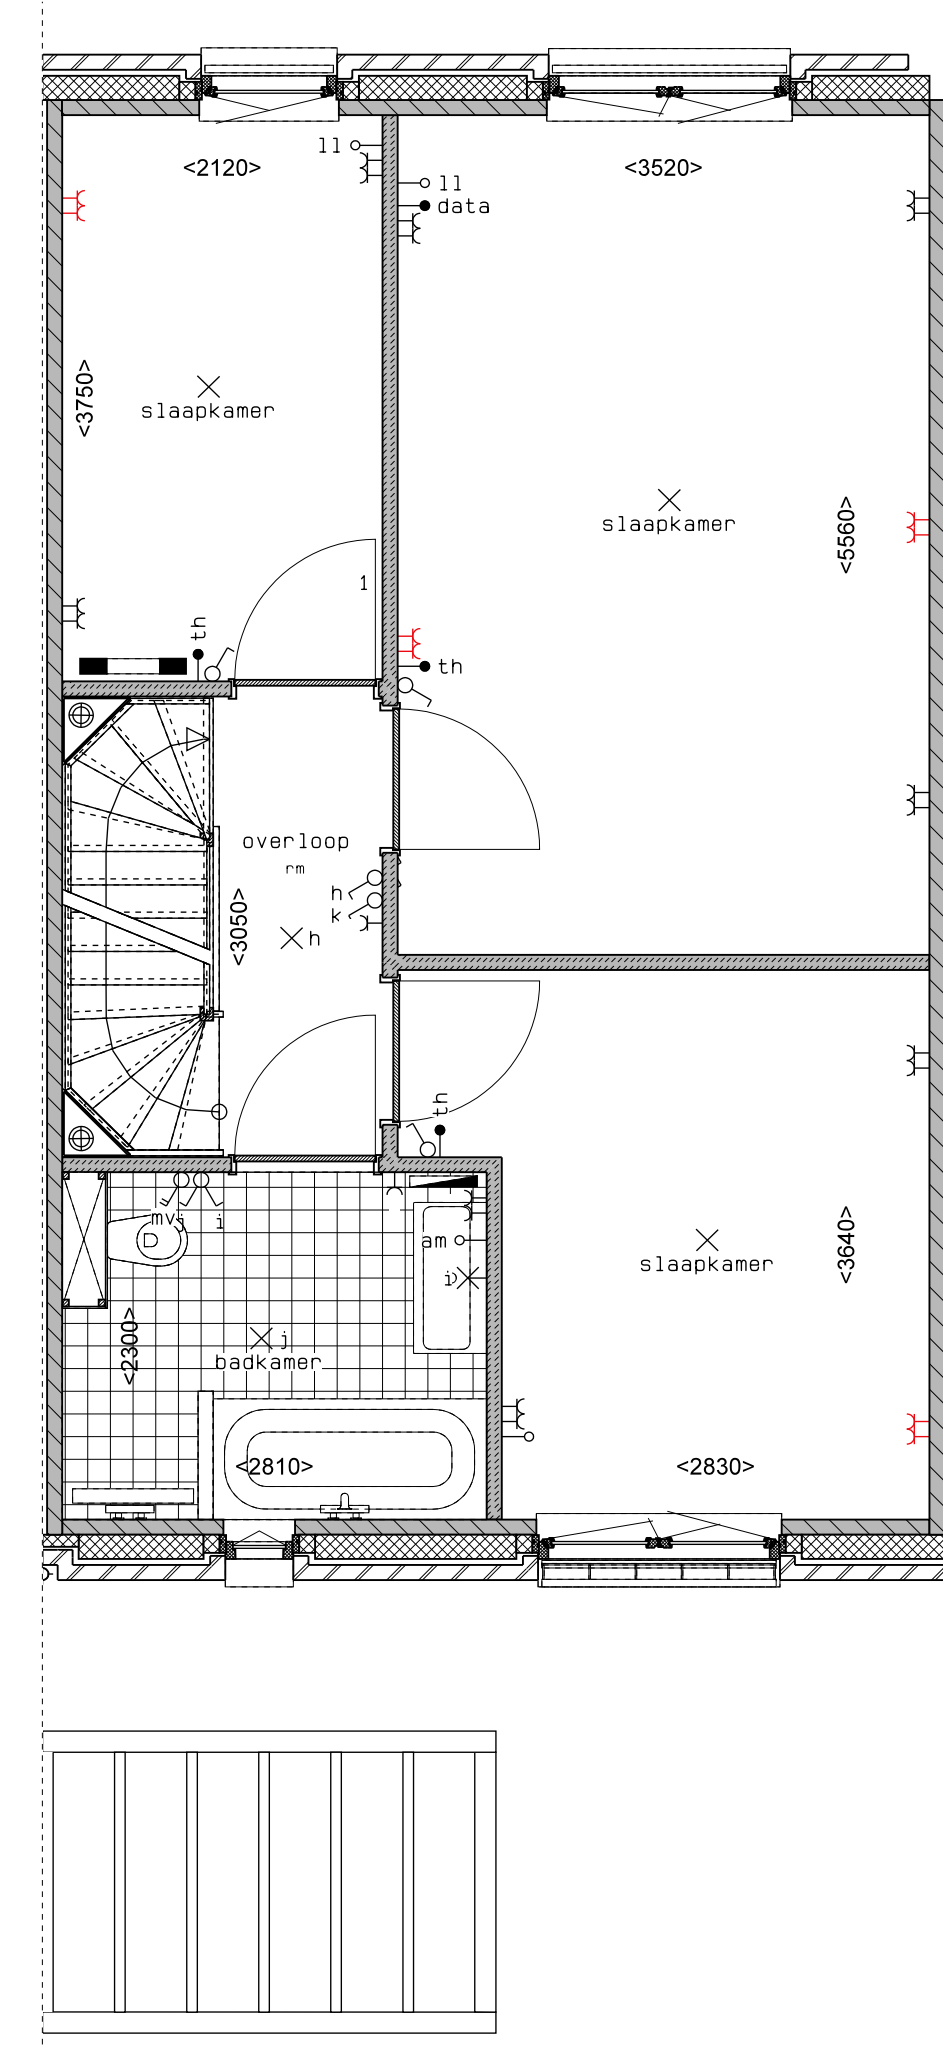 ll
<2120>
<3520>
ll
data
<3750>
slaapkamer
slaapkamer
<5560>
1
th
th
overloop
rm
h
k
<3050>
h
th
mv
j
i
am
slaapkamer
<3640>
<2300>
j
badkamer
<2810>
<2830>